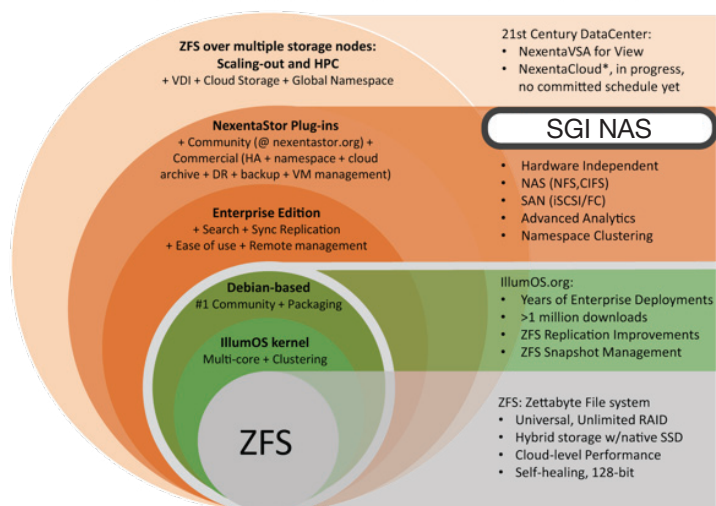 ZFS over multiple storage nodes:
Scaling-out and HPC
+ VDI + Cloud Storage + Global Namespace
21st Century DataCenter:
• NexentaVSA for View
• NexentaCloud*, in progress,
no committed schedule yet
NexentaStor Plug-ins
+ Community (@ nexentastor.org) +
Commercial (HA + namespace + cloud
archive + DR + backup + VM management)
SGI NAS
• Hardware Independent
• NAS (NFS,CIFS)
• SAN (iSCSI/FC)
• Advanced Analytics
• Namespace Clustering
Enterprise Edition
+ Search + Sync Replication
+ Ease of use + Remote management
Debian-based
#1 Community + Packaging
IllumOS kernel
Multi-core + Clustering
IllumOS.org:
• Years of Enterprise Deployments
• >1 million downloads
• ZFS Replication Improvements
• ZFS Snapshot Management
ZFS
ZFS: Zettabyte File system
• Universal, Unlimited RAID
• Hybrid storage w/native SSD
• Cloud-level Performance
• Self-healing, 128-bit